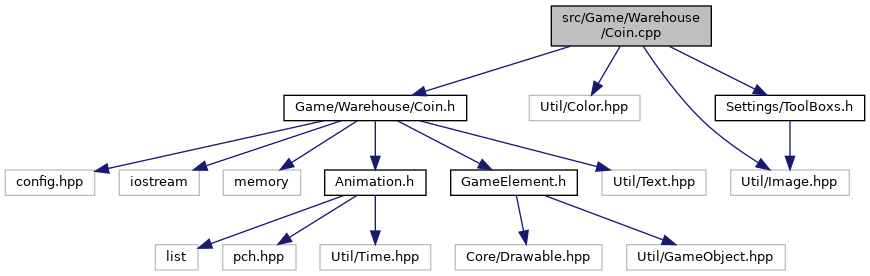 src/Game/Warehouse
/Coin.cpp
Game/Warehouse/Coin.h
Util/Color.hpp
Settings/ToolBoxs.h
config.hpp
iostream
memory
Animation.h
GameElement.h
Util/Text.hpp
Util/Image.hpp
list
pch.hpp
Util/Time.hpp
Core/Drawable.hpp
Util/GameObject.hpp